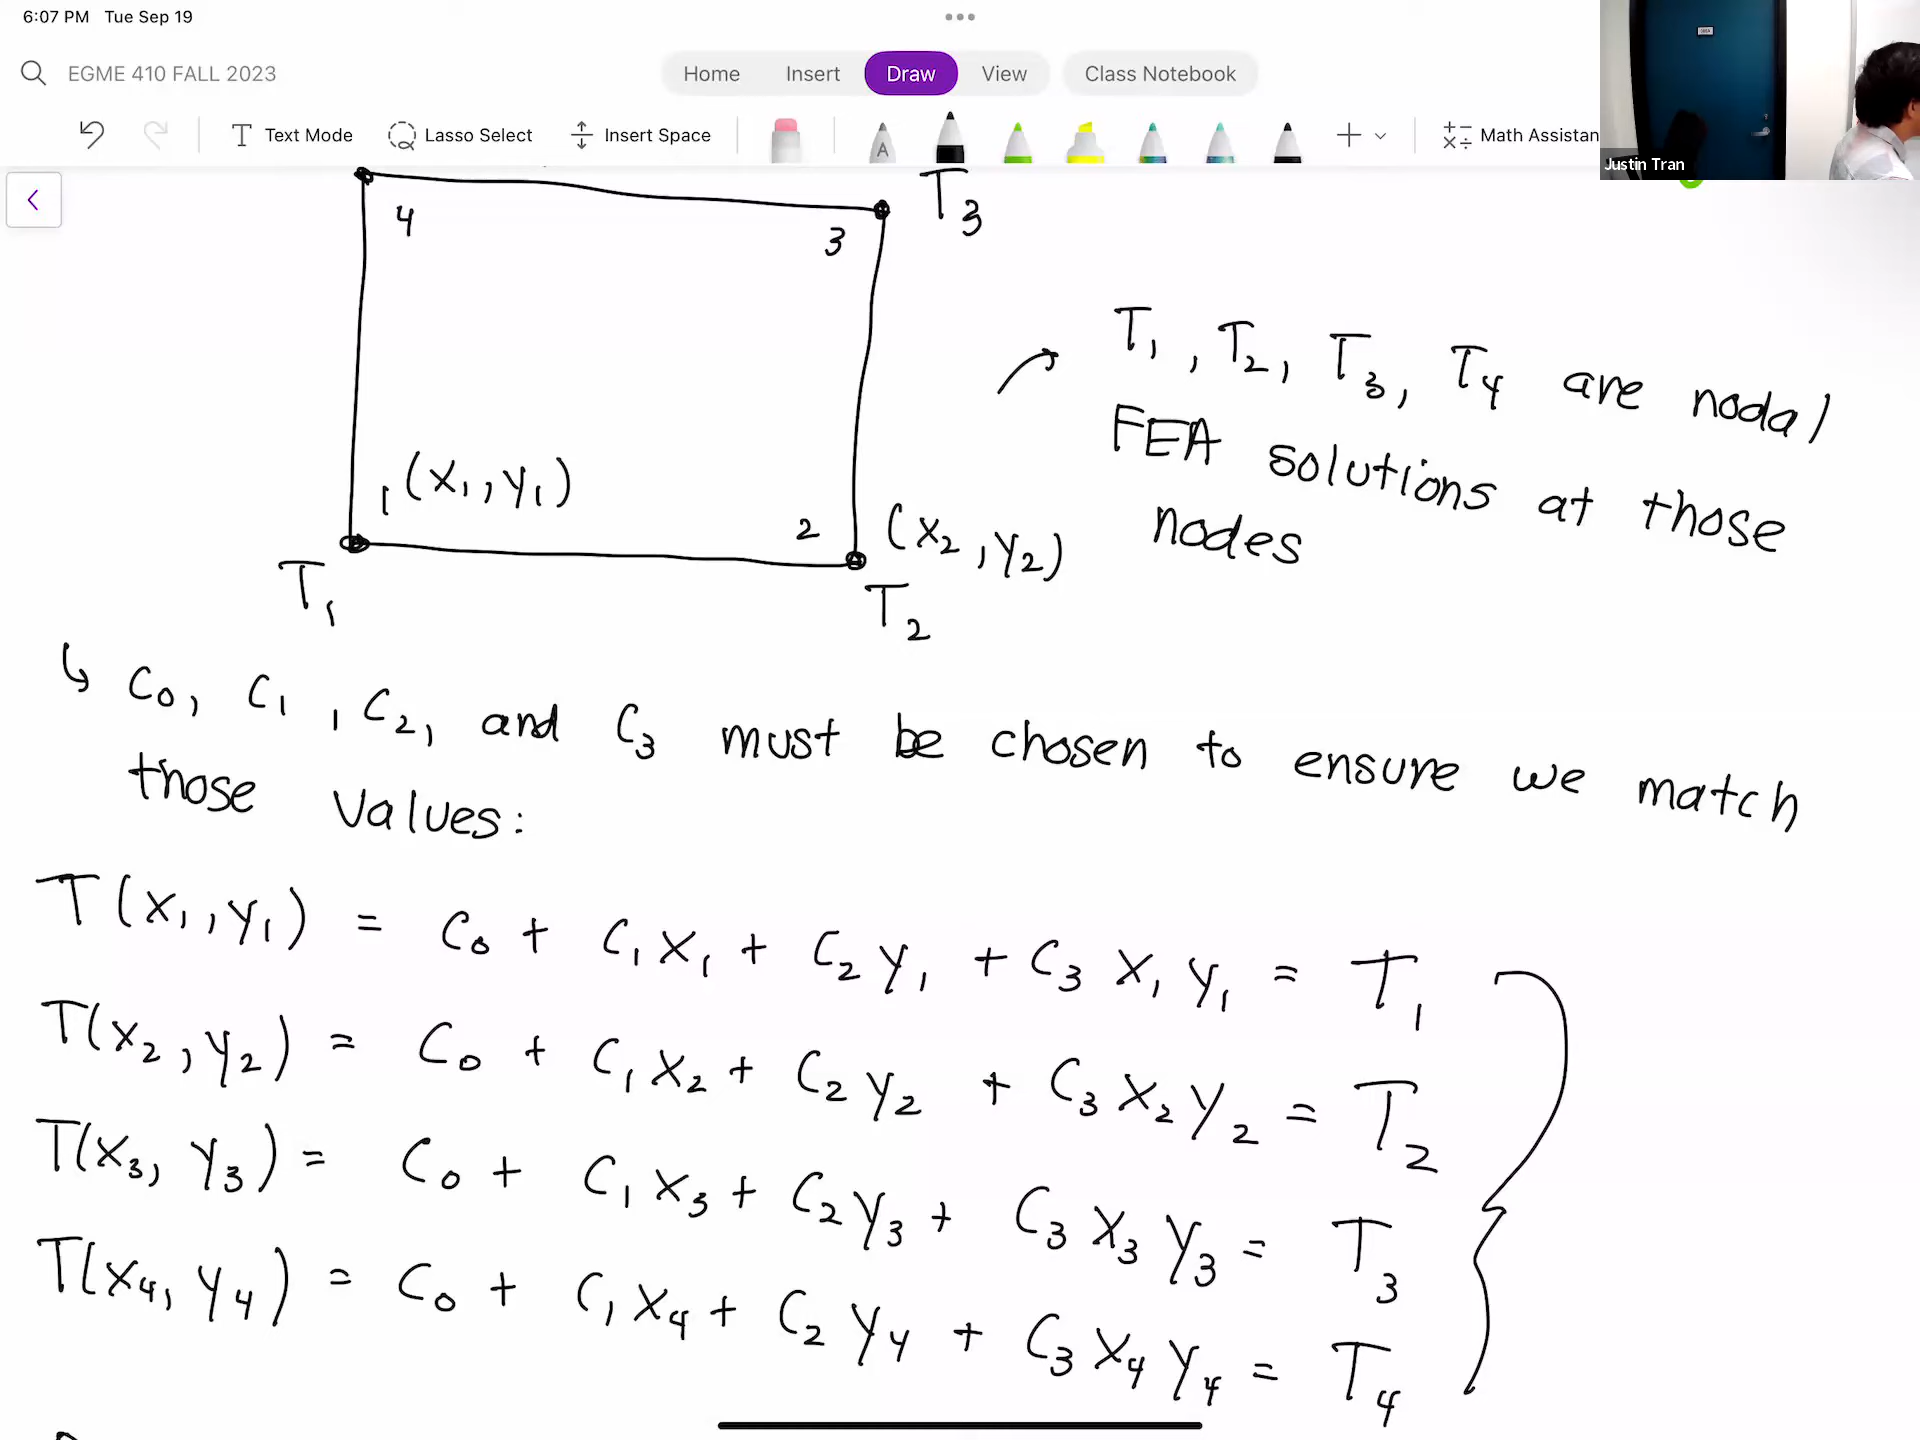 6:07 PM Tue Sep 19
EGME 410 FALL 2023
Home Insert Draw View Class Notebook
Text Mode Lasso Select Insert Space A Math Assistan
Justin Tran
4
3
T₃
T₁, T₂, T₃, T₄ are nodal
FEA solutions at those
nodes
1 (x₁, y₁)
2 (x₂, y₂)
T₁
T₂
↳ C₀, C₁, C₂, and C₃ must be chosen to ensure we match
those values:
T(x₁, y₁) = C₀ + C₁x₁ + C₂y₁ + C₃x₁y₁ = T₁
T(x₂, y₂) = C₀ + C₁x₂ + C₂y₂ + C₃x₂y₂ = T₂
T(x₃, y₃) = C₀ + C₁x₃ + C₂y₃ + C₃x₃y₃ = T₃
T(x₄, y₄) = C₀ + C₁x₄ + C₂y₄ + C₃x₄y₄ = T₄